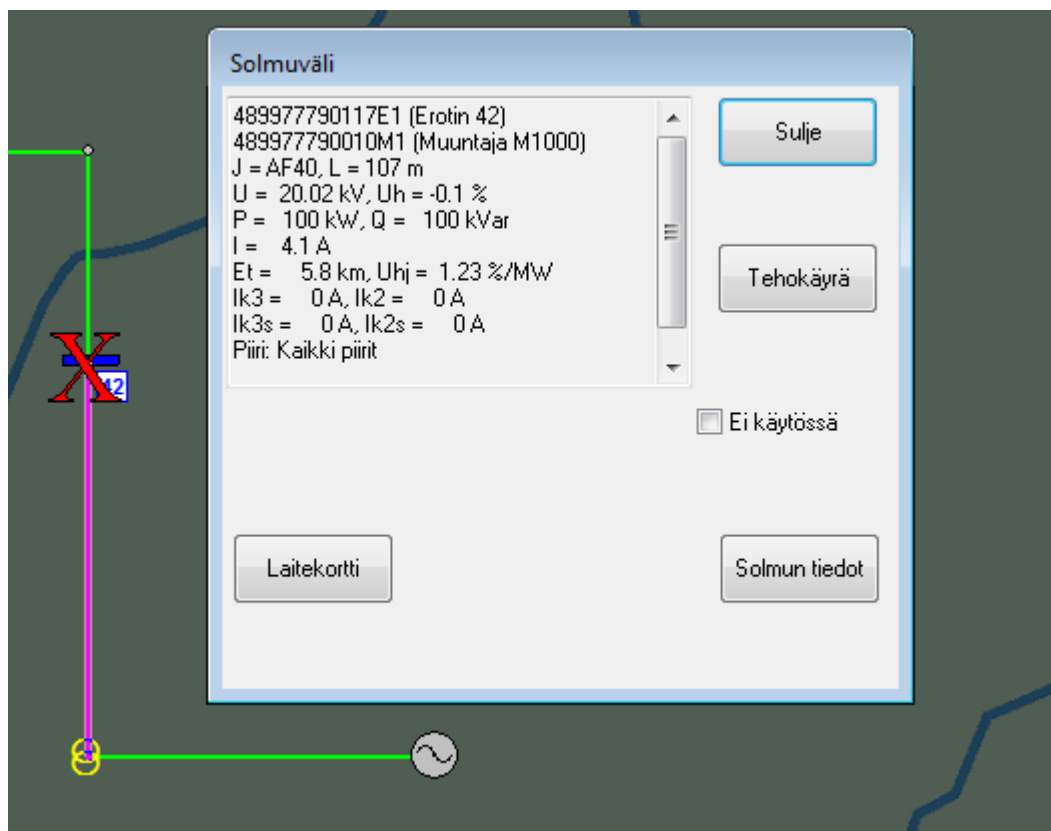 Solmuväli
489977790117E1 (Erotin 42)
489977790010M1 (Muuntaja M1000)
J = AF40, L = 107 m
U = 20.02 kV, Uh = -0.1 %
P = 100 kW, Q = 100 kVar
I = 4.1 A
Et = 5.8 km, Uhj = 1.23 %/MW
Ik3 = 0 A, Ik2 = 0 A
Ik3s = 0 A, Ik2s = 0 A
Piiri: Kaikki piirit
Sulje
Tehokäyrä
Ei käytössä
Laitekortti
Solmun tiedot
X
42